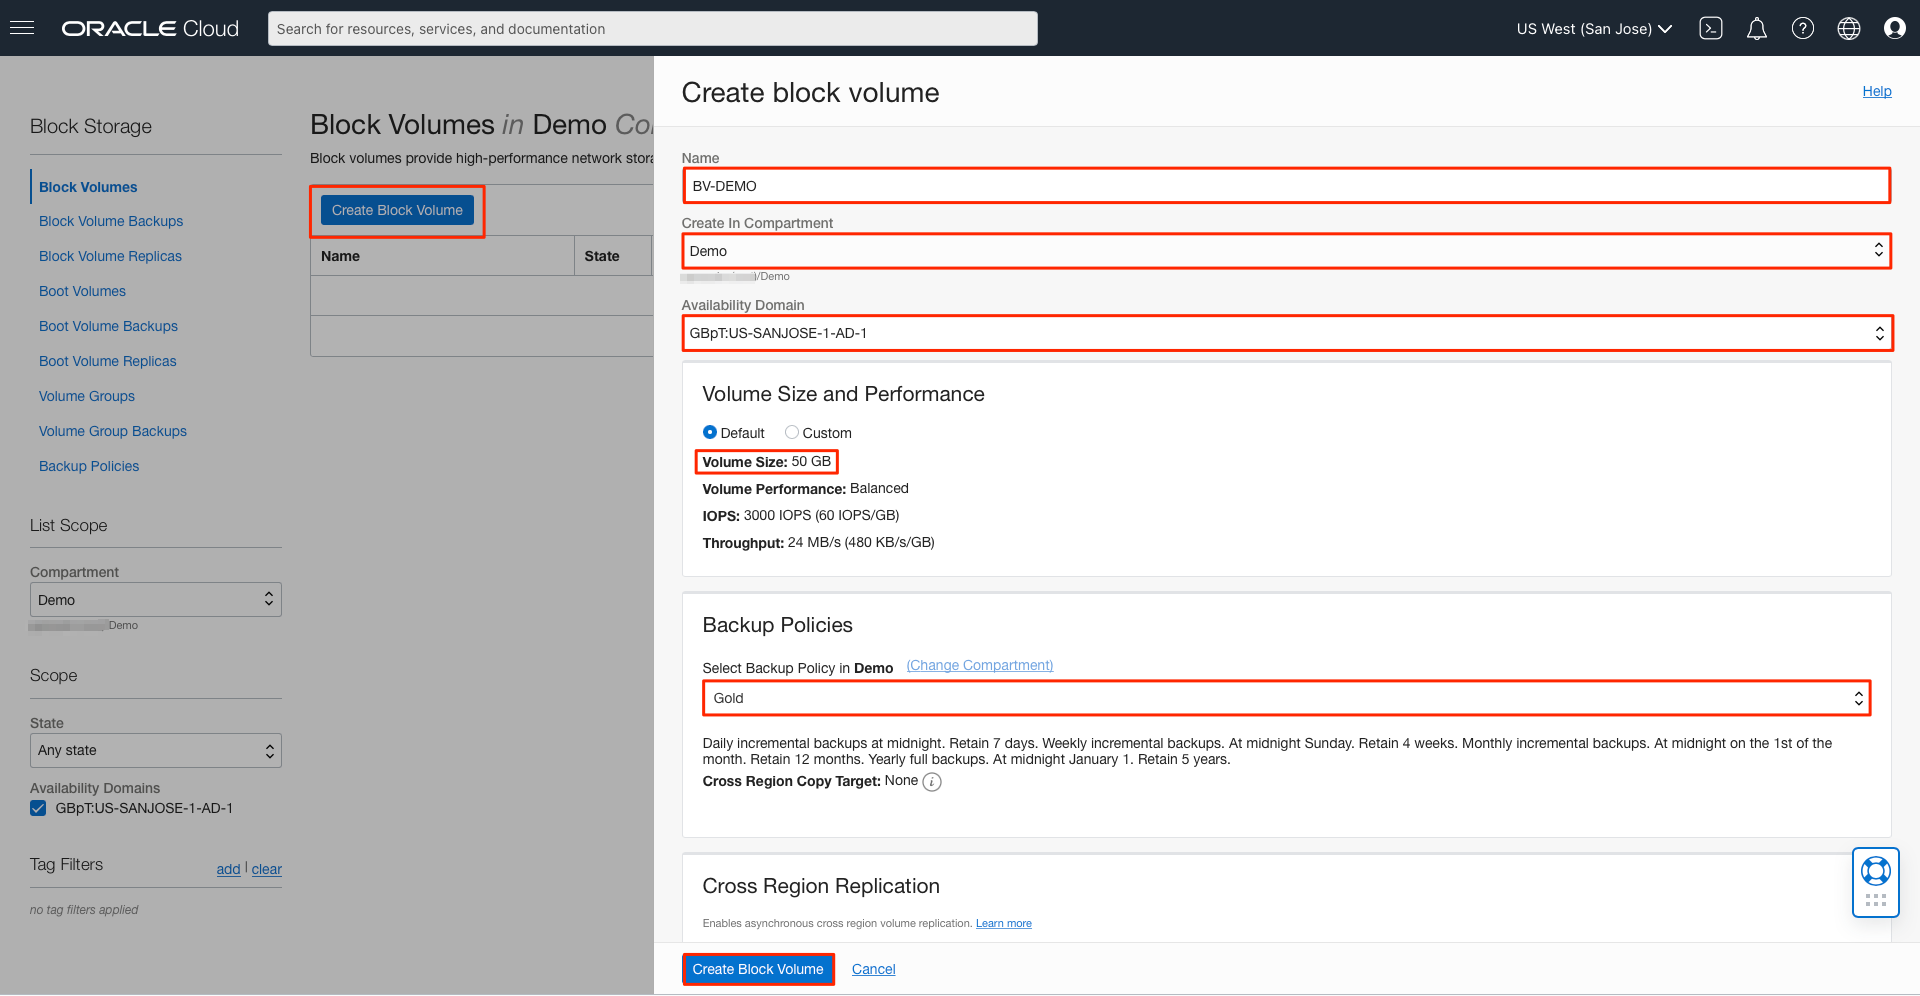 ORACLE Cloud
Search for resources, services, and documentation
US West (San Jose)
Block Storage
Block Volumes
Block Volume Backups
Block Volume Replicas
Boot Volumes
Boot Volume Backups
Boot Volume Replicas
Volume Groups
Volume Group Backups
Backup Policies
List Scope
Compartment
Demo
Demo
Scope
State
Any state
Availability Domains
GBpT:US-SANJOSE-1-AD-1
Tag Filters
add | clear
no tag filters applied
Block Volumes in Demo Co
Block volumes provide high-performance network stora
Create Block Volume
Name State
Create block volume
Help
Name
BV-DEMO
Create In Compartment
Demo
/Demo
Availability Domain
GBpT:US-SANJOSE-1-AD-1
Volume Size and Performance
Default Custom
Volume Size: 50 GB
Volume Performance: Balanced
IOPS: 3000 IOPS (60 IOPS/GB)
Throughput: 24 MB/s (480 KB/s/GB)
Backup Policies
Select Backup Policy in Demo (Change Compartment)
Gold
Daily incremental backups at midnight. Retain 7 days. Weekly incremental backups. At midnight Sunday. Retain 4 weeks. Monthly incremental backups. At midnight on the 1st of the
month. Retain 12 months. Yearly full backups. At midnight January 1. Retain 5 years.
Cross Region Copy Target: None
Cross Region Replication
Enables asynchronous cross region volume replication. Learn more
Create Block Volume
Cancel